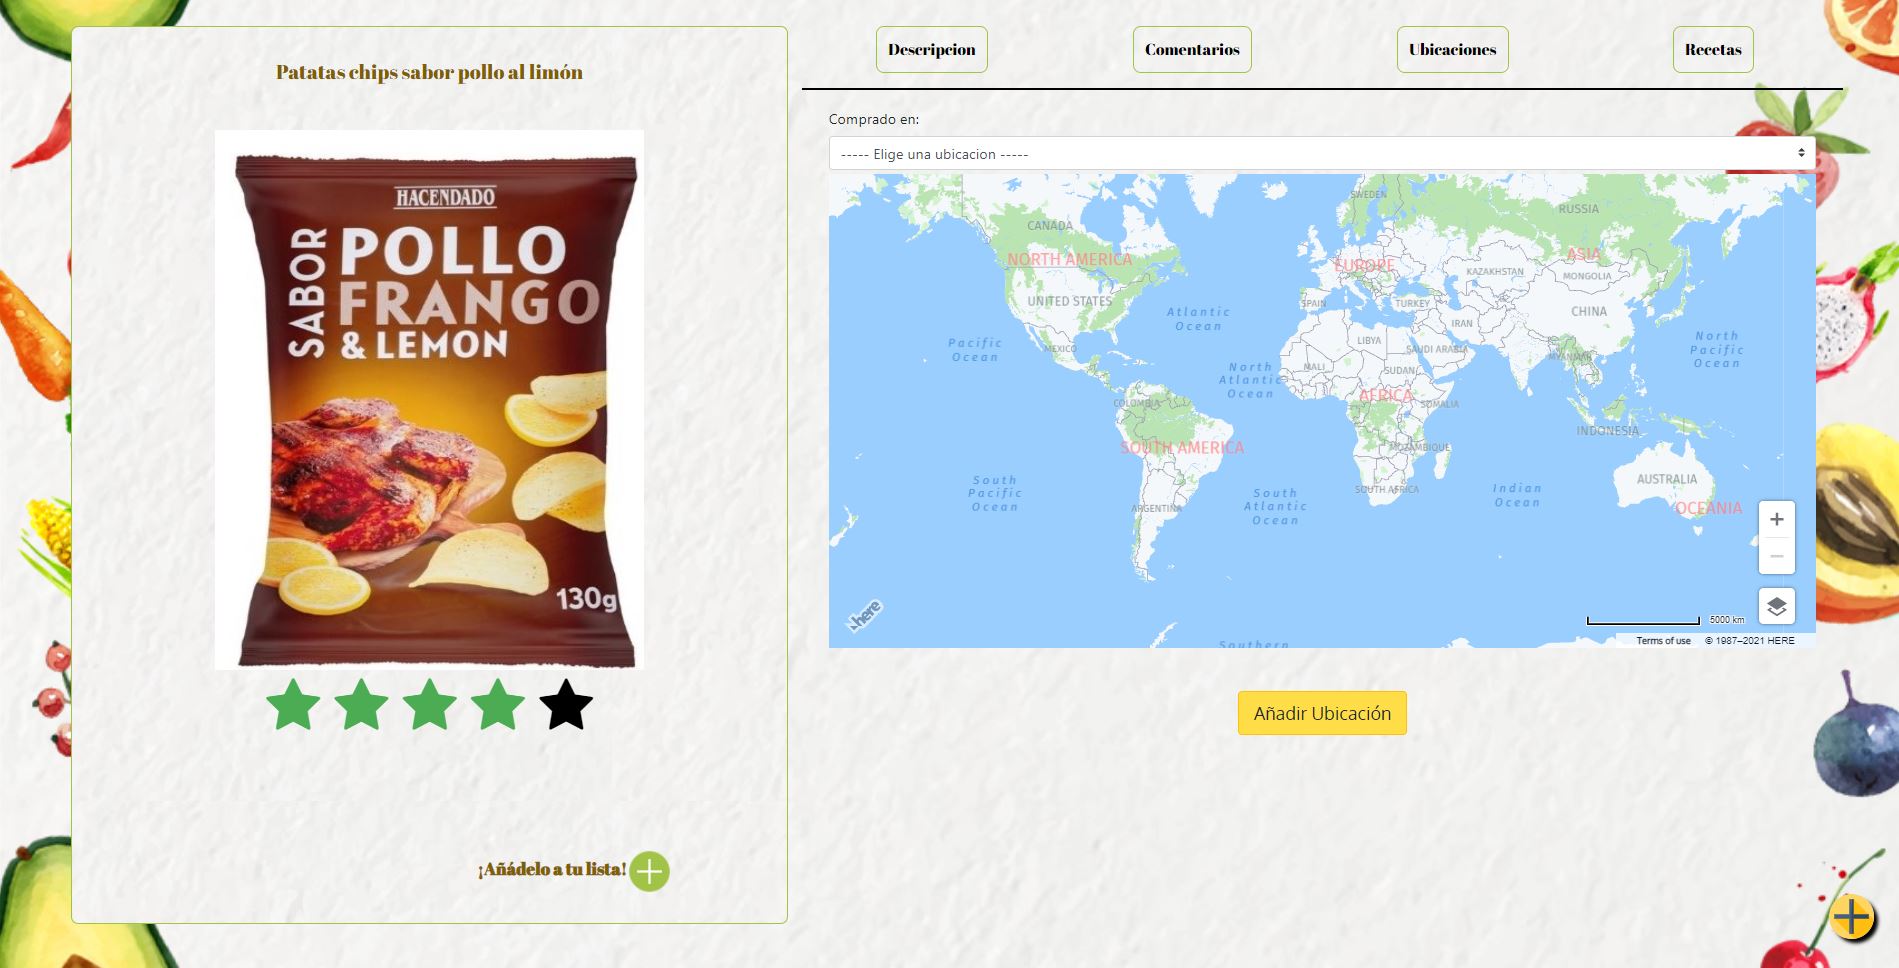 Patatas chips sabor pollo al limón
HACENDADO
SABOR
POLLO
FRANGO
& LEMON
130g
¡Añádelo a tu lista!
Descripcion
Comentarios
Ubicaciones
Recetas
Comprado en:
----- Elige una ubicacion -----
SWEDEN
RUSSIA
CANADA
NORTH AMERICA
EUROPE
ASIA
KAZAKHSTAN
MONGOLIA
UNITED STATES
SPAIN
TURKEY
CHINA
Atlantic
Ocean
IRAN
Pacific
Ocean
MEXICO
LIBYA
SAUDI ARABIA
MYANMAR
North
Pacific
Ocean
North
Atlantic
Ocean
MALI
SUDAN
AFRICA
SOMALIA
COLOMBIA
INDONESIA
SOUTH AMERICA
MOZAMBIQUE
AUSTRALIA
South
Pacific
Ocean
South
Atlantic
Ocean
SOUTH AFRICA
Indian
Ocean
ARGENTINA
OCEANIA
here
5000 km
Southern
Terms of use
© 1987–2021 HERE
Añadir Ubicación